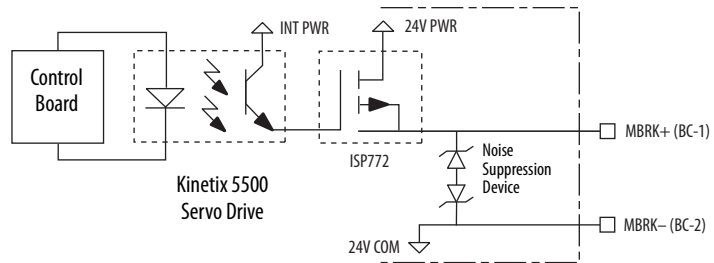 INT PWR
24V PWR
Control
Board
ISP772
MBRK+ (BC-1)
Noise
Suppression
Device
Kinetix 5500
Servo Drive
MBRK– (BC-2)
24V COM